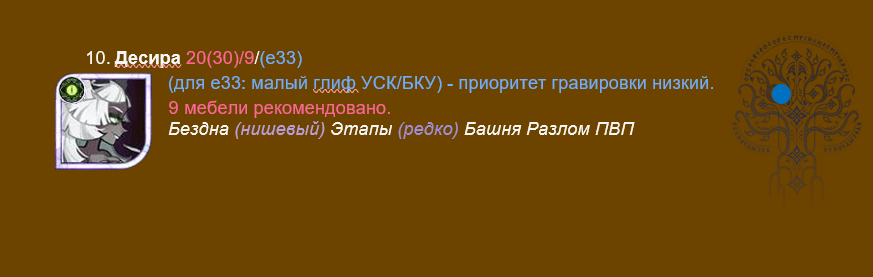 10. Десира 20(30)/9/(е33)
(для е33: малый глиф УСК/БКУ) - приоритет гравировки низкий.
9 мебели рекомендовано.
Бездна (нишевый) Этапы (редко) Башня Разлом ПВП